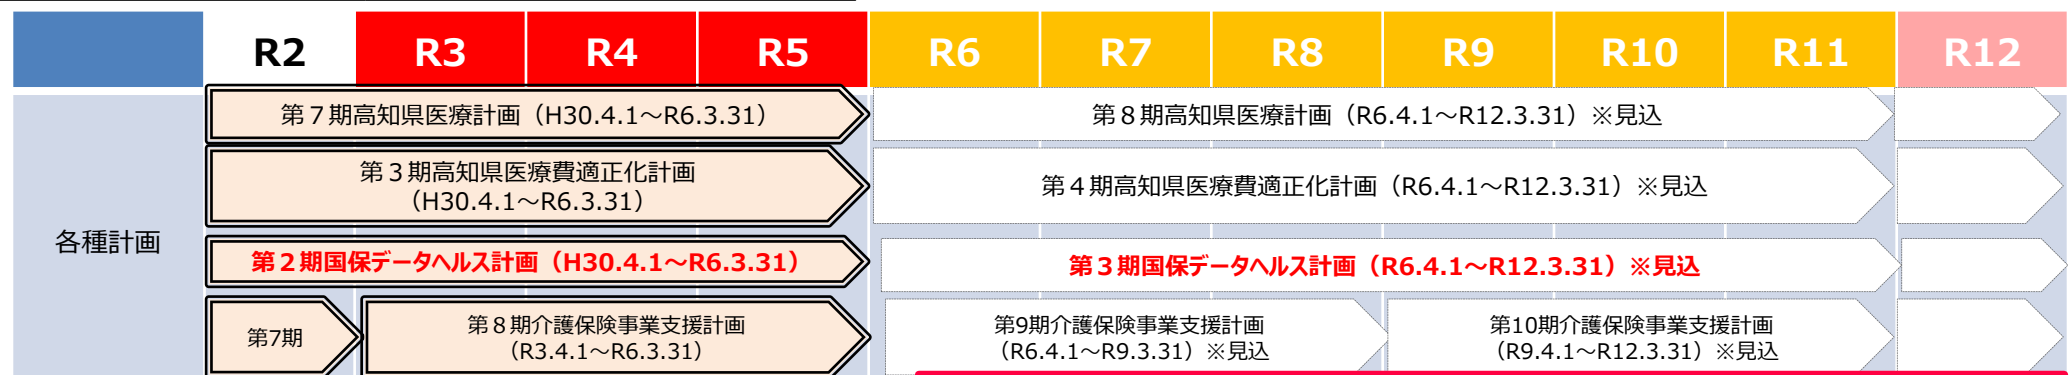 R2 R3 R4 R5 R6 R7 R8 R9 R10 R11 R12
各種計画
第７期高知県医療計画（H30.4.1～R6.3.31）
第８期高知県医療計画（R6.4.1～R12.3.31）※見込
第３期高知県医療費適正化計画
（H30.4.1～R6.3.31）
第４期高知県医療費適正化計画（R6.4.1～R12.3.31）※見込
第２期国保データヘルス計画（H30.4.1～R6.3.31）
第３期国保データヘルス計画（R6.4.1～R12.3.31）※見込
第7期
第８期介護保険事業支援計画
（R3.4.1～R6.3.31）
第9期介護保険事業支援計画
（R6.4.1～R9.3.31）※見込
第10期介護保険事業支援計画
（R9.4.1～R12.3.31）※見込